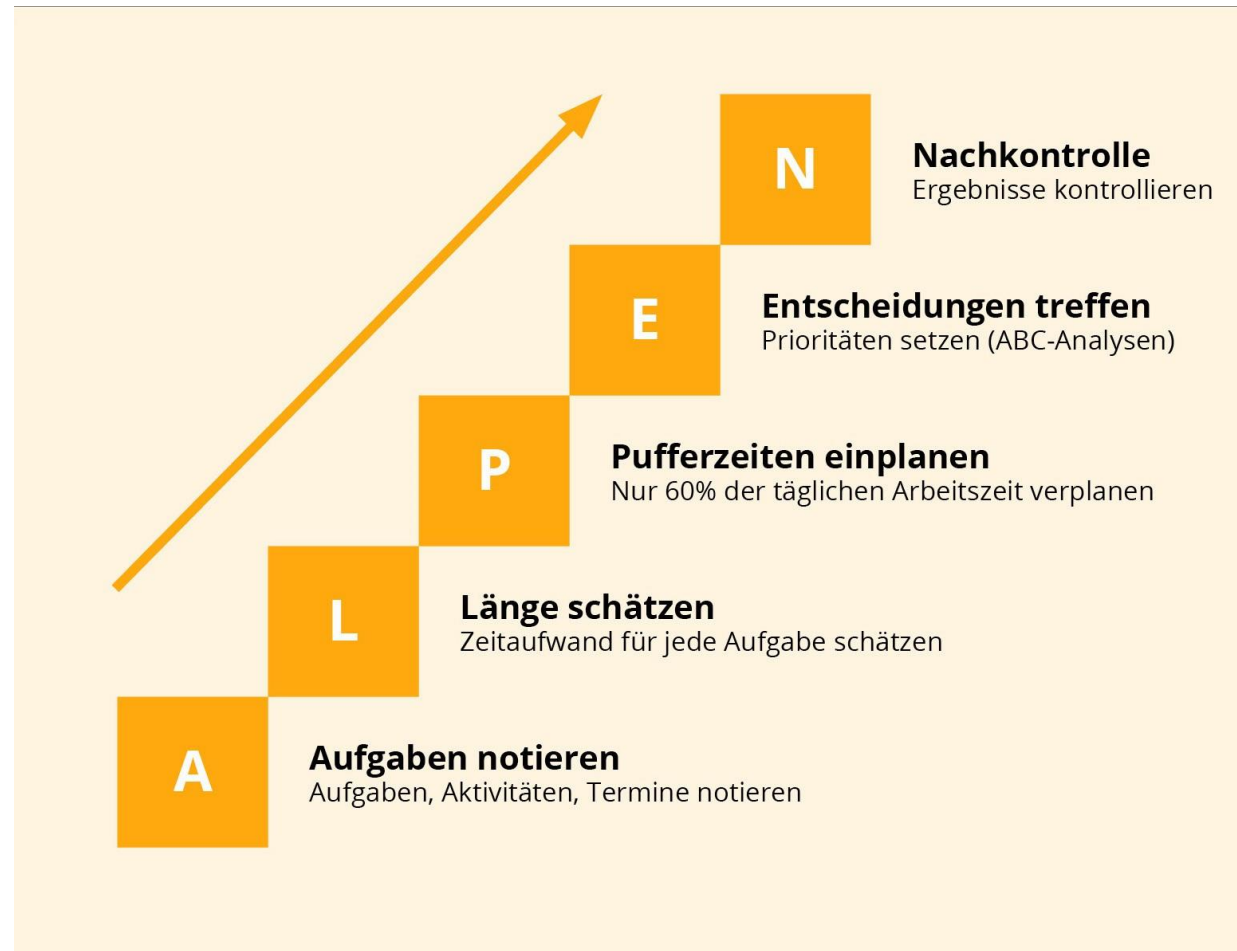 N
Nachkontrolle
Ergebnisse kontrollieren
E
Entscheidungen treffen
Prioritäten setzen (ABC-Analysen)
P
Pufferzeiten einplanen
Nur 60% der täglichen Arbeitszeit verplanen
L
Länge schätzen
Zeitaufwand für jede Aufgabe schätzen
A
Aufgaben notieren
Aufgaben, Aktivitäten, Termine notieren